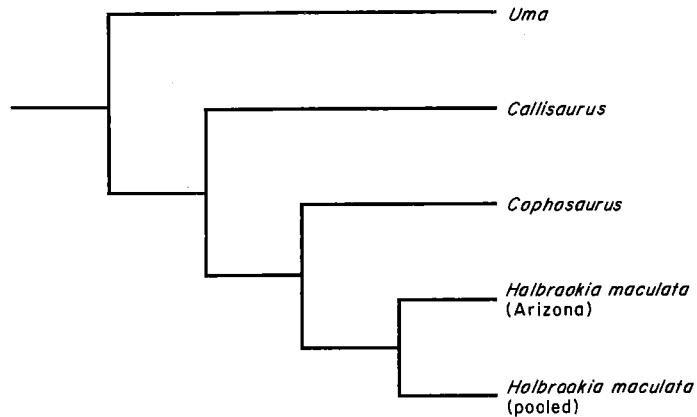 Uma
Callisaurus
Cophosaurus
Holbrookia maculata
(Arizona)
Holbrookia maculata
(pooled)